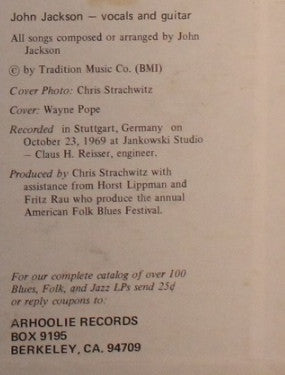 John Jackson – vocals and guitar
All songs composed or arranged by John
Jackson
© by Tradition Music Co. (BMI)
Cover Photo: Chris Strachwitz
Cover: Wayne Pope
Recorded in Stuttgart, Germany on
October 23, 1969 at Jankowski Studio
– Claus H. Reisser, engineer.
Produced by Chris Strachwitz with
assistance from Horst Lippman and
Fritz Rau who produce the annual
American Folk Blues Festival.
For our complete catalog of over 100
Blues, Folk, and Jazz LPs send 25¢
or reply coupons to:
ARHOOLIE RECORDS
BOX 9195
BERKELEY, CA. 94709